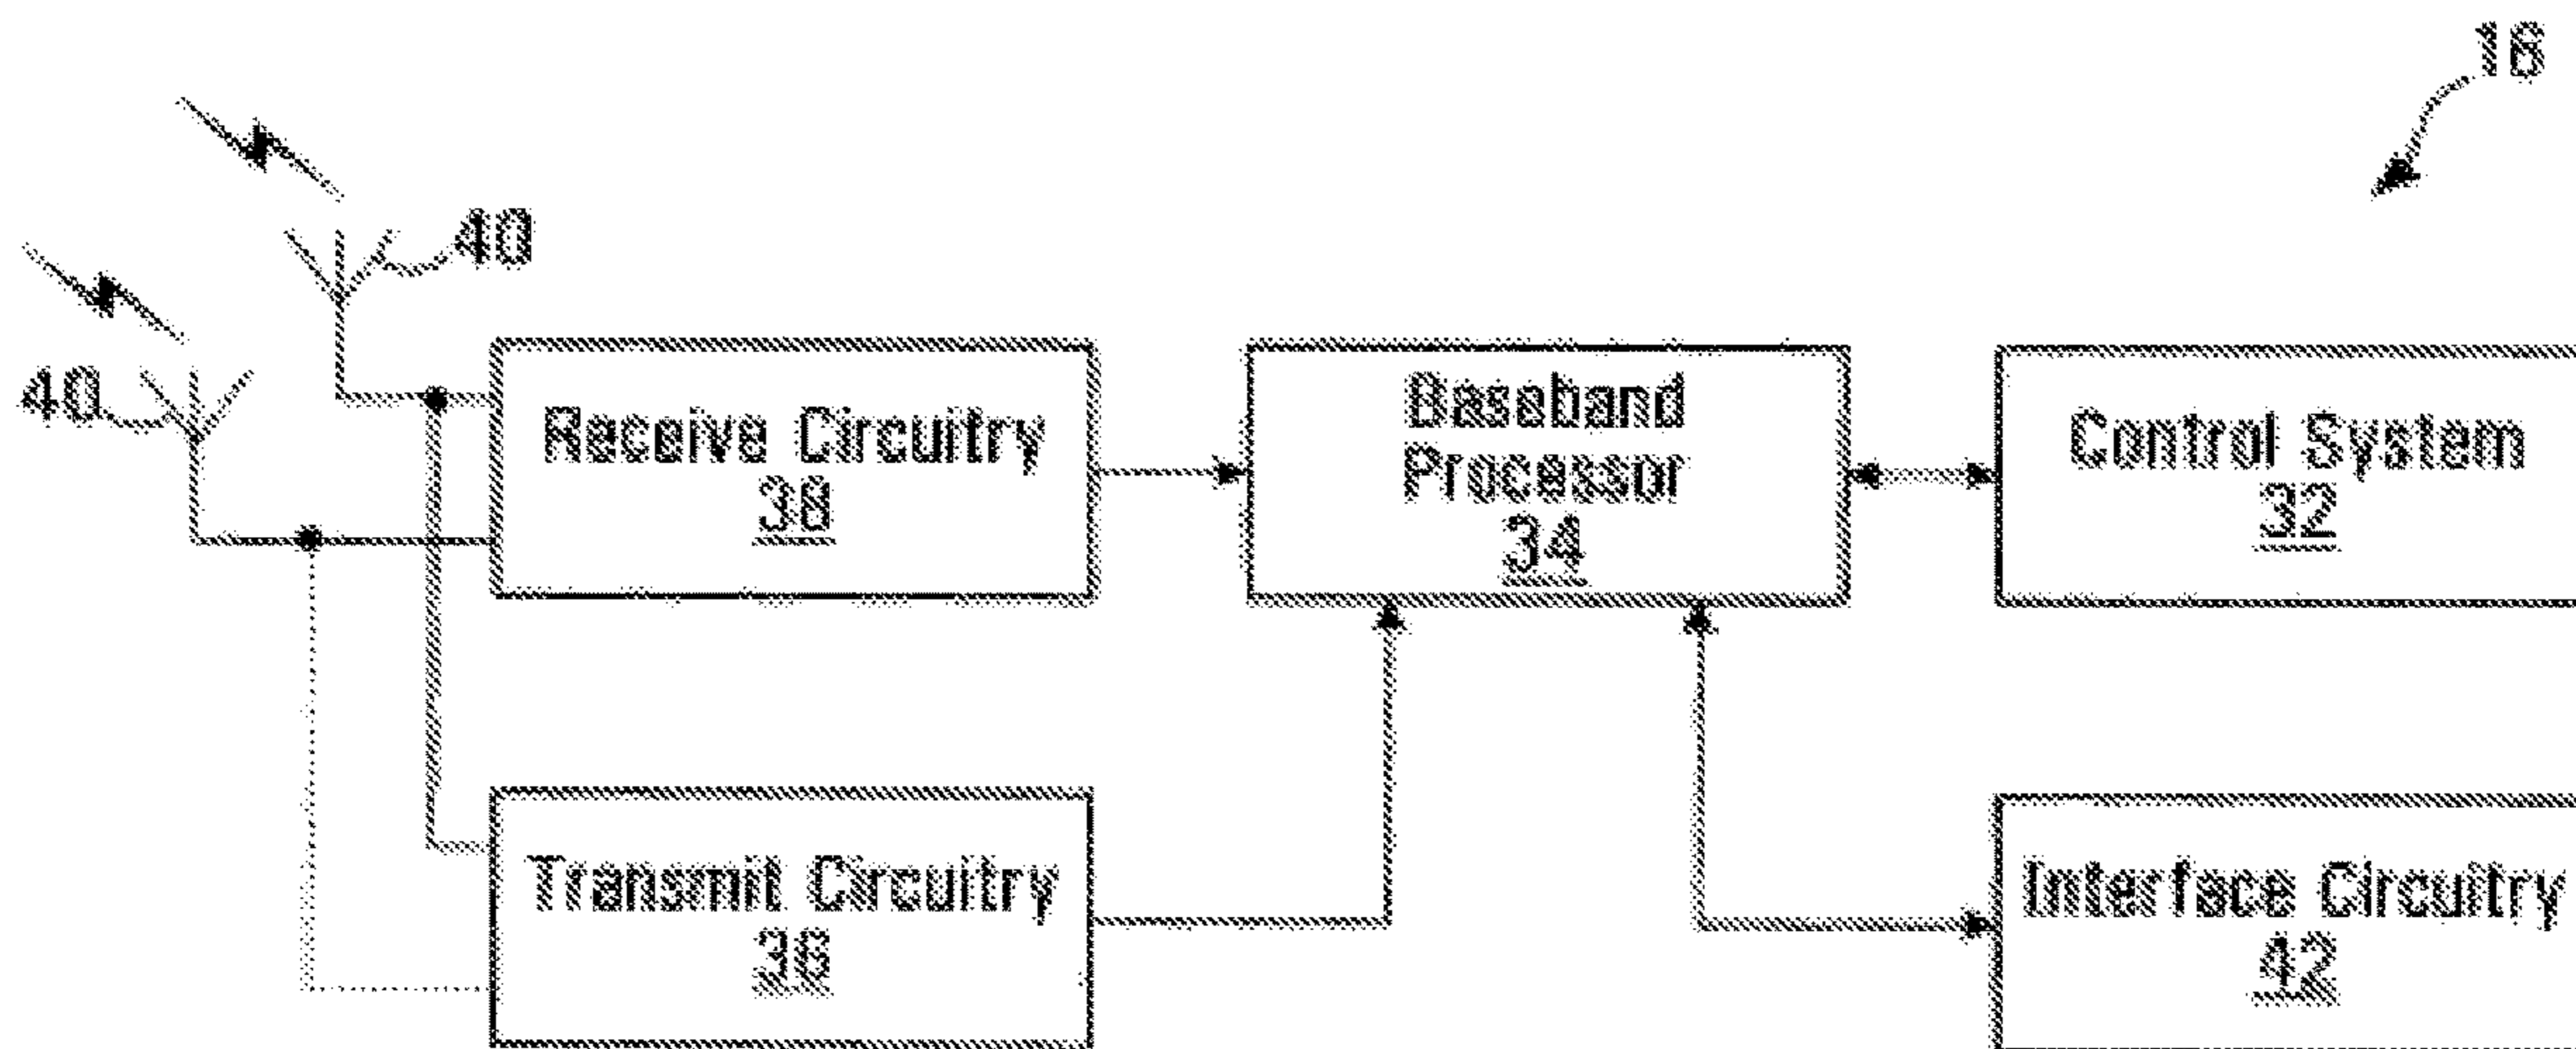 16
40
40
Receive Circuitry
38
Baseband
Processor
34
Control System
32
Transmit Circuitry
36
Interface Circuitry
42